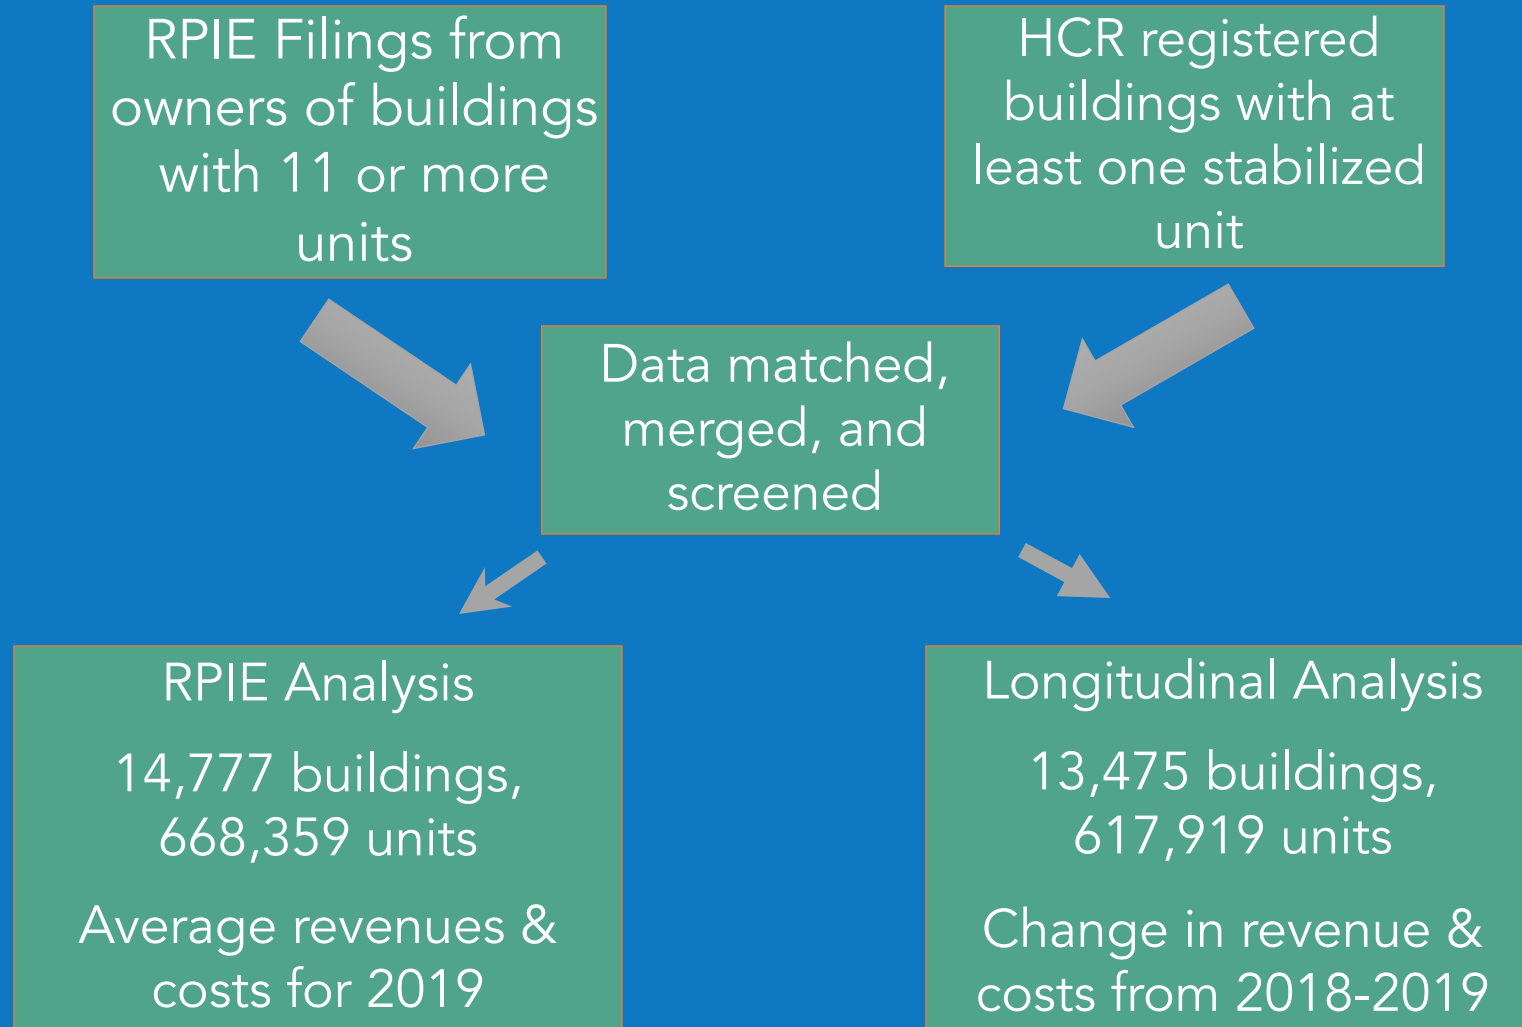 RPIE Filings from
owners of buildings
with 11 or more
units
HCR registered
buildings with at
least one stabilized
unit
Data matched,
merged, and
screened
RPIE Analysis
14,777 buildings,
668,359 units
Average revenues &
costs for 2019
Longitudinal Analysis
13,475 buildings,
617,919 units
Change in revenue &
costs from 2018-2019